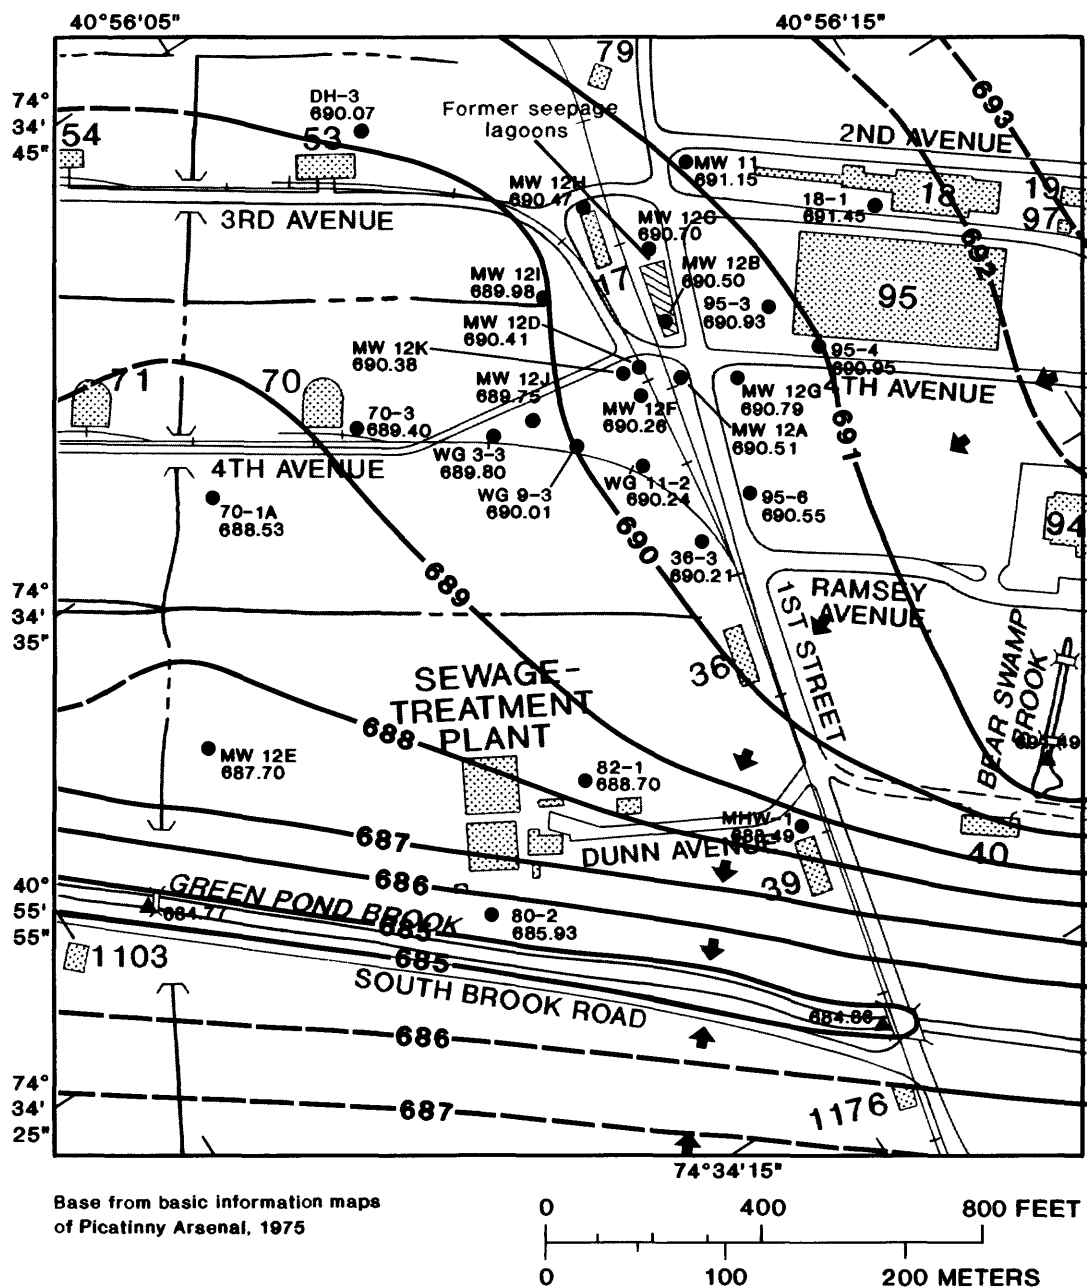 40°56'05"
40°56'15"
79
693
74°
34'
45"
DH-3
690.07
Former seepage
lagoons
54
53
2ND AVENUE
MW 11
691.15
MW 12H
690.47
18-1
691.45
18
19
97
3RD AVENUE
MW 12C
690.70
692
MW 12I
689.98
17
MW 12B
690.50
95-3
690.93
95
MW 12D
690.41
MW 12K
690.38
95-4
690.95
71
70
MW 12J
689.75
4TH AVENUE
MW 12G
690.79
MW 12F
690.26
MW 12A
690.51
691
70-3
689.40
WG 3-3
689.80
4TH AVENUE
WG 9-3
690.01
WG 11-2
690.24
95-6
690.55
70-1A
688.53
94
690
36-3
690.21
689
74°
34'
35"
RAMSEY
AVENUE
1ST STREET
BEAR SWAMP
BROOK
36
SEWAGE-
TREATMENT
PLANT
688
MW 12E
687.70
82-1
688.70
MHW-1
688.49
687
DUNN AVENUE
40
39
686
40°
55'
55"
GREEN POND BROOK
684.77
80-2
685.93
685
685
1103
SOUTH BROOK ROAD
684.66
686
74°
34'
25"
687
1176
74°34'15"
Base from basic information maps
of Picatinny Arsenal, 1975
0 400 800 FEET
0 100 200 METERS